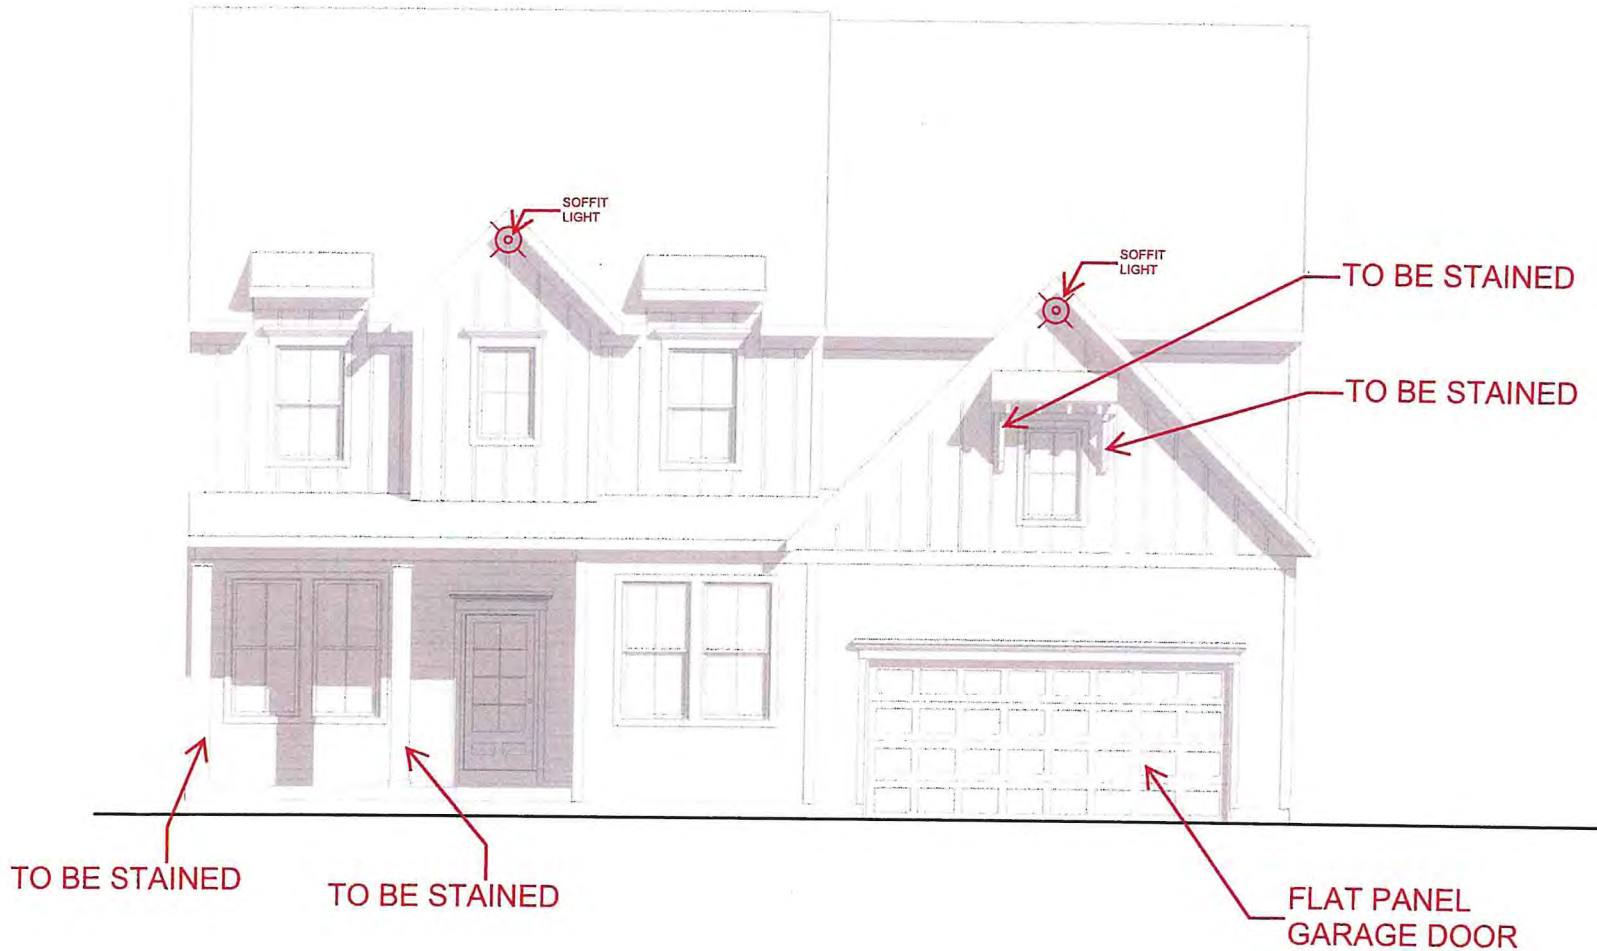 SOFFIT
LIGHT
SOFFIT
LIGHT
TO BE STAINED
TO BE STAINED
TO BE STAINED
TO BE STAINED
FLAT PANEL
GARAGE DOOR